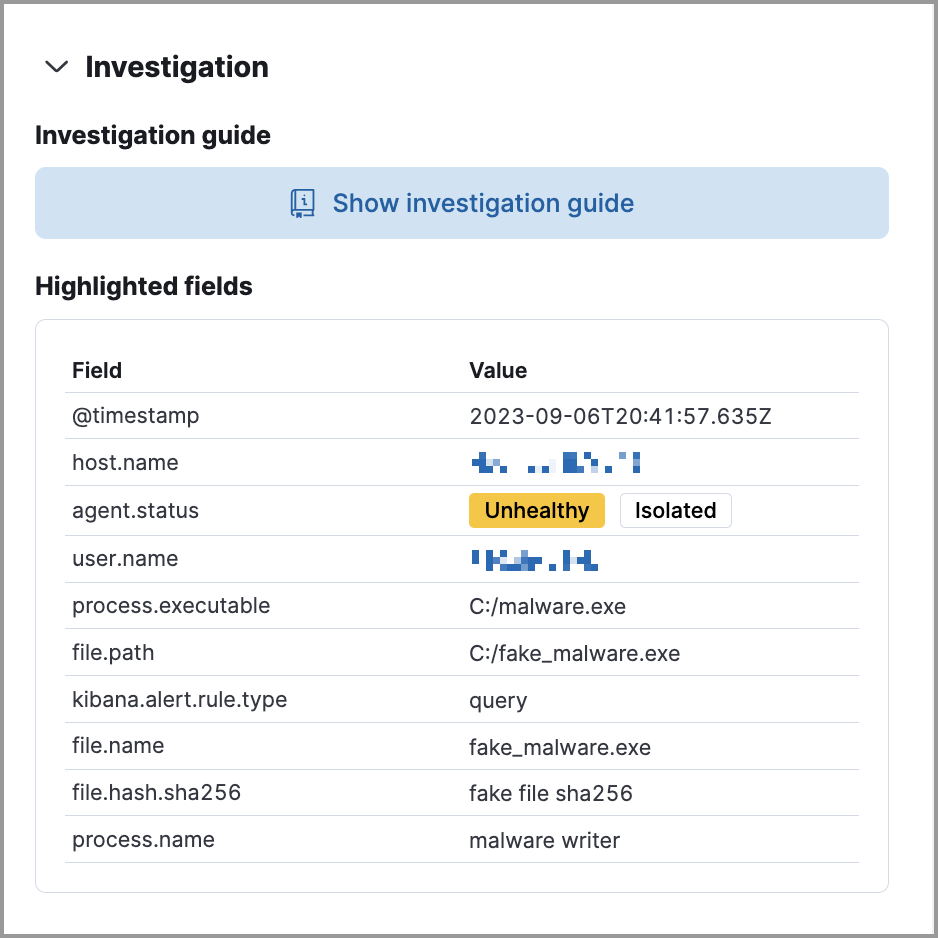 Investigation
Investigation guide
Show investigation guide
Highlighted fields
Field Value
@timestamp 2023-09-06T20:41:57.635Z
host.name
agent.status Unhealthy Isolated
user.name
process.executable C:/malware.exe
file.path C:/fake_malware.exe
kibana.alert.rule.type query
file.name fake_malware.exe
file.hash.sha256 fake file sha256
process.name malware writer